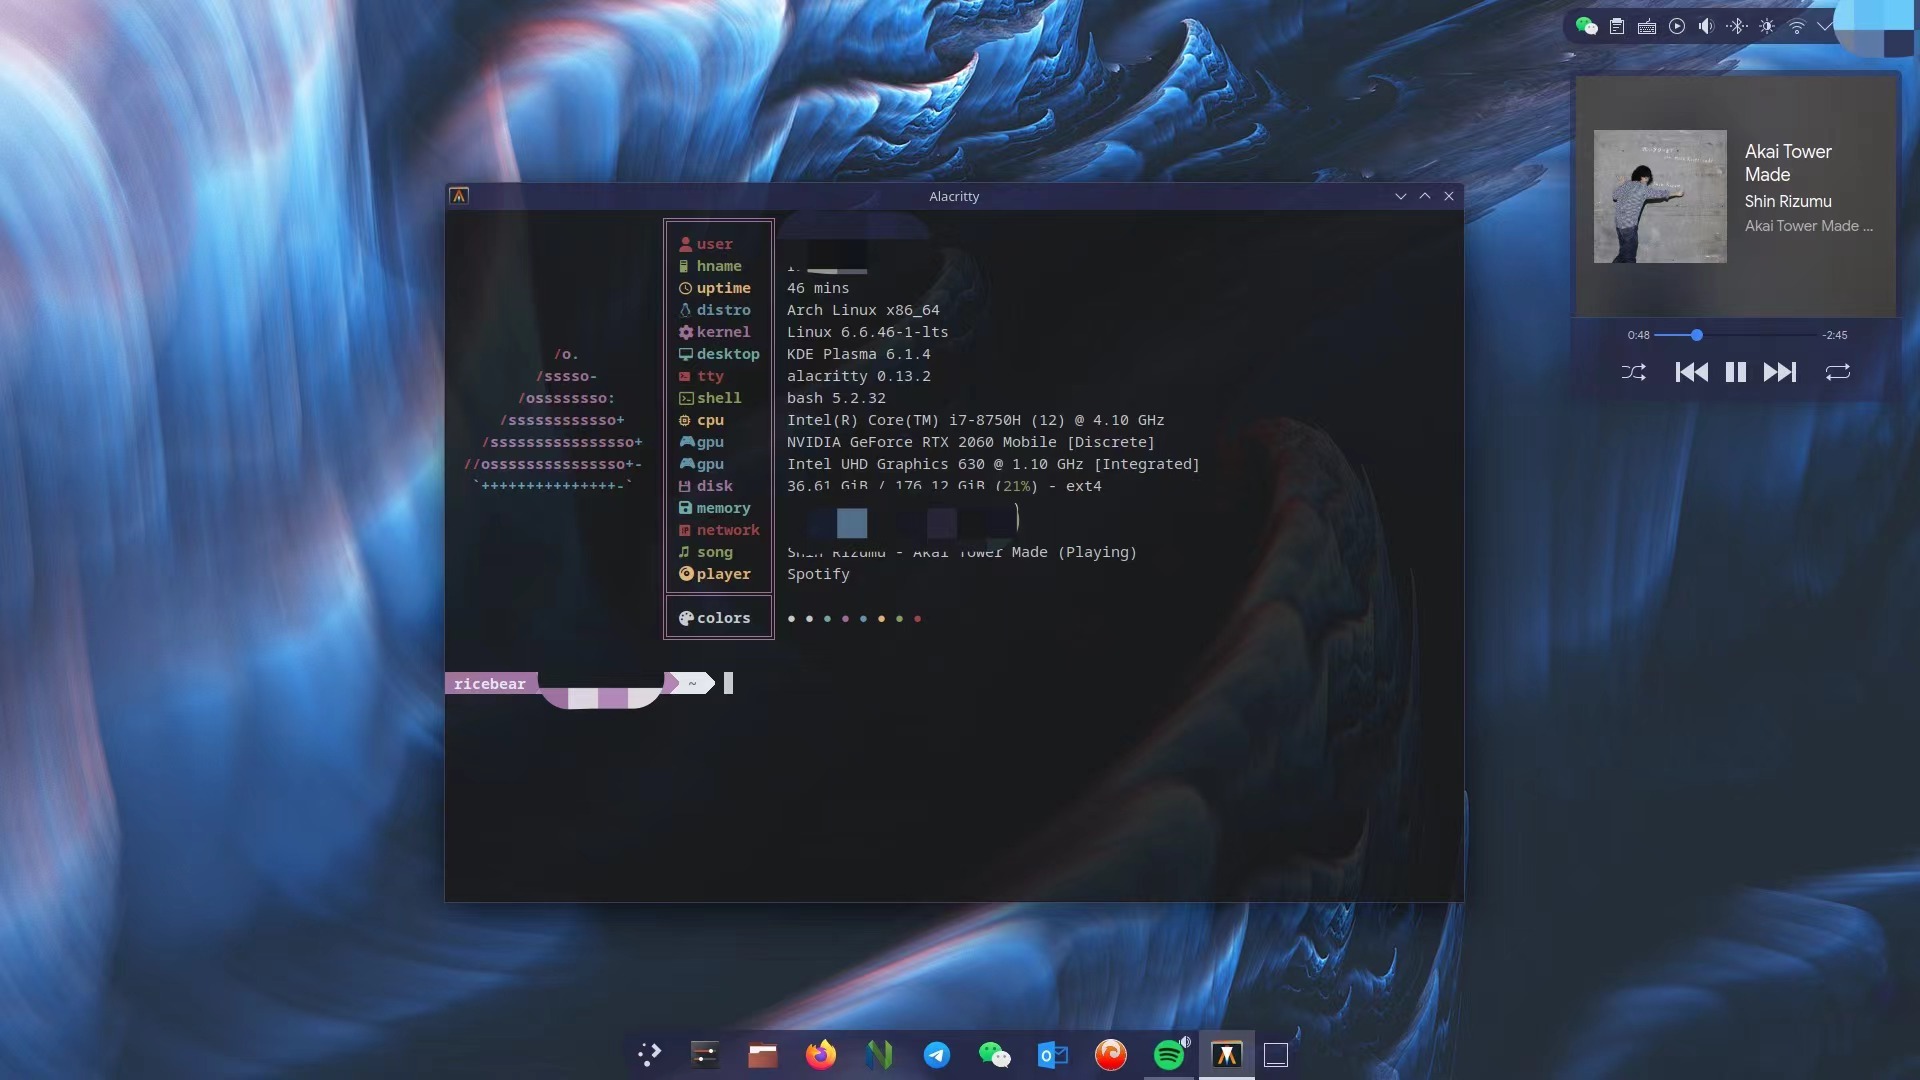 Alacritty
Akai Tower
Made
Shin Rizumu
Akai Tower Made ...
0:48
-2:45
user
hname
uptime 46 mins
distro Arch Linux x86_64
kernel Linux 6.6.46-1-lts
desktop KDE Plasma 6.1.4
tty alacritty 0.13.2
shell bash 5.2.32
cpu Intel(R) Core(TM) i7-8750H (12) @ 4.10 GHz
gpu NVIDIA GeForce RTX 2060 Mobile [Discrete]
gpu Intel UHD Graphics 630 @ 1.10 GHz [Integrated]
disk 36.61 GiB / 176.12 GiB (21%) - ext4
memory
network
song Shin Rizumu - Akai Tower Made (Playing)
player Spotify
colors
/o.
/sssso-
/ossssssso:
/ssssssssssso+
/sssssssssssssssso+
//osssssssssssssso+-
`+++++++++++++++-`
ricebear ~